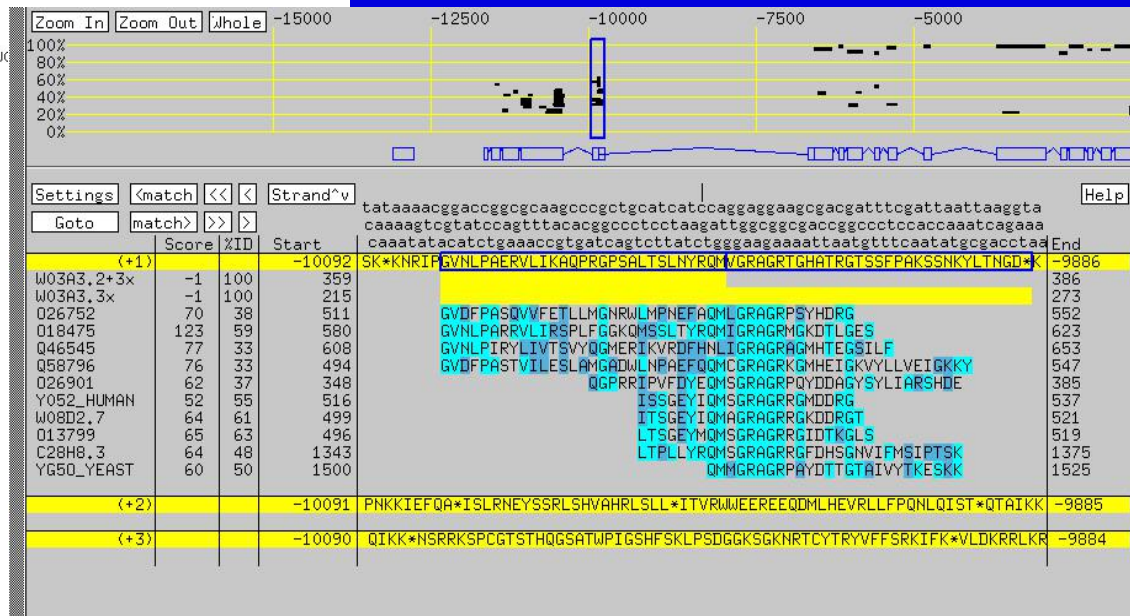 Zoom In Zoom Out Whole -15000 -12500 -10000 -7500 -5000
100%
80%
60%
40%
20%
0%
Settings <match << < Strand^v Help
Goto match> >> >
tataaaacggaccggcgcaagcccgctgcatcatccaggaggaagcgacgatttcgattaattaaggta
caaaagtcgtatccagtttacggccctcctaagattgtggcgagaacgaccggccctccaccaaatcagaaac
caaatatacatctgaaaccgtgatcagtcttatctggggaagaaaattaatgtttcaatatgcgacctaa
Score %ID Start End
(+1) -10092 SK*KNRIPGVNLPAERVLIKAQPRGPSALTSLNYRQMVGRAGRTGHATRGTSSFPAKSSNKYLTNGD*K -9886
W03A3.2+3x -1 100 359 386
W03A3.3x -1 100 215 273
O26752 70 38 511 GVDFPASQVVFETLLMGNRWLMPNEFAQMLGRAGRPSYHDRG 552
O18475 123 59 580 GVNLPARRVLIRSPLFGGKQMSSLTYRQMIGRAGRMGKDTLGES 623
Q46545 77 33 608 GVNLPIRYLIVTSVYQGMERIKVRDFHNLIGRAGRAGMHTEGSILF 653
Q58796 76 33 494 GVDFPASTVILESLAMGADWLNPAEFQQMCGRAGRKGMHEIGKVYLLVEIGKKY 547
O26901 62 37 348 QGPRRIPVFDYEQMSGRAGRPQYDDAGYSYLIARSHDE 385
Y052_HUMAN 52 55 516 ISSGEYIQMSGRAGRRGMDDRG 537
W08D2.7 64 61 499 ITSGEYIQMAGRAGRRGKDDRGT 521
O13799 65 63 496 LTSGEYMQMSGRAGRRGIDTKGLS 519
C28H8.3 64 48 1343 LTPLLYRQMSGRAGRRGFDHSGNVIFMSIPTSK 1375
YG50_YEAST 60 50 1500 QMMGRAGRPAYDTTGTAIVYTKESKK 1525
(+2) -10091 PNKKIEFQA*ISLRNEYSSRLSHVAHRLSLL*ITVRWWEEREEQDMLHEVRLLFPQNLQIST*QTAIKK -9885
(+3) -10090 QIKK*NSRRKSPCGTSTHQGSATWPIGSHFSKLPSDGGKSGKNRTCYTRYVFFSRKIFK*VLDKRRLKR -9884